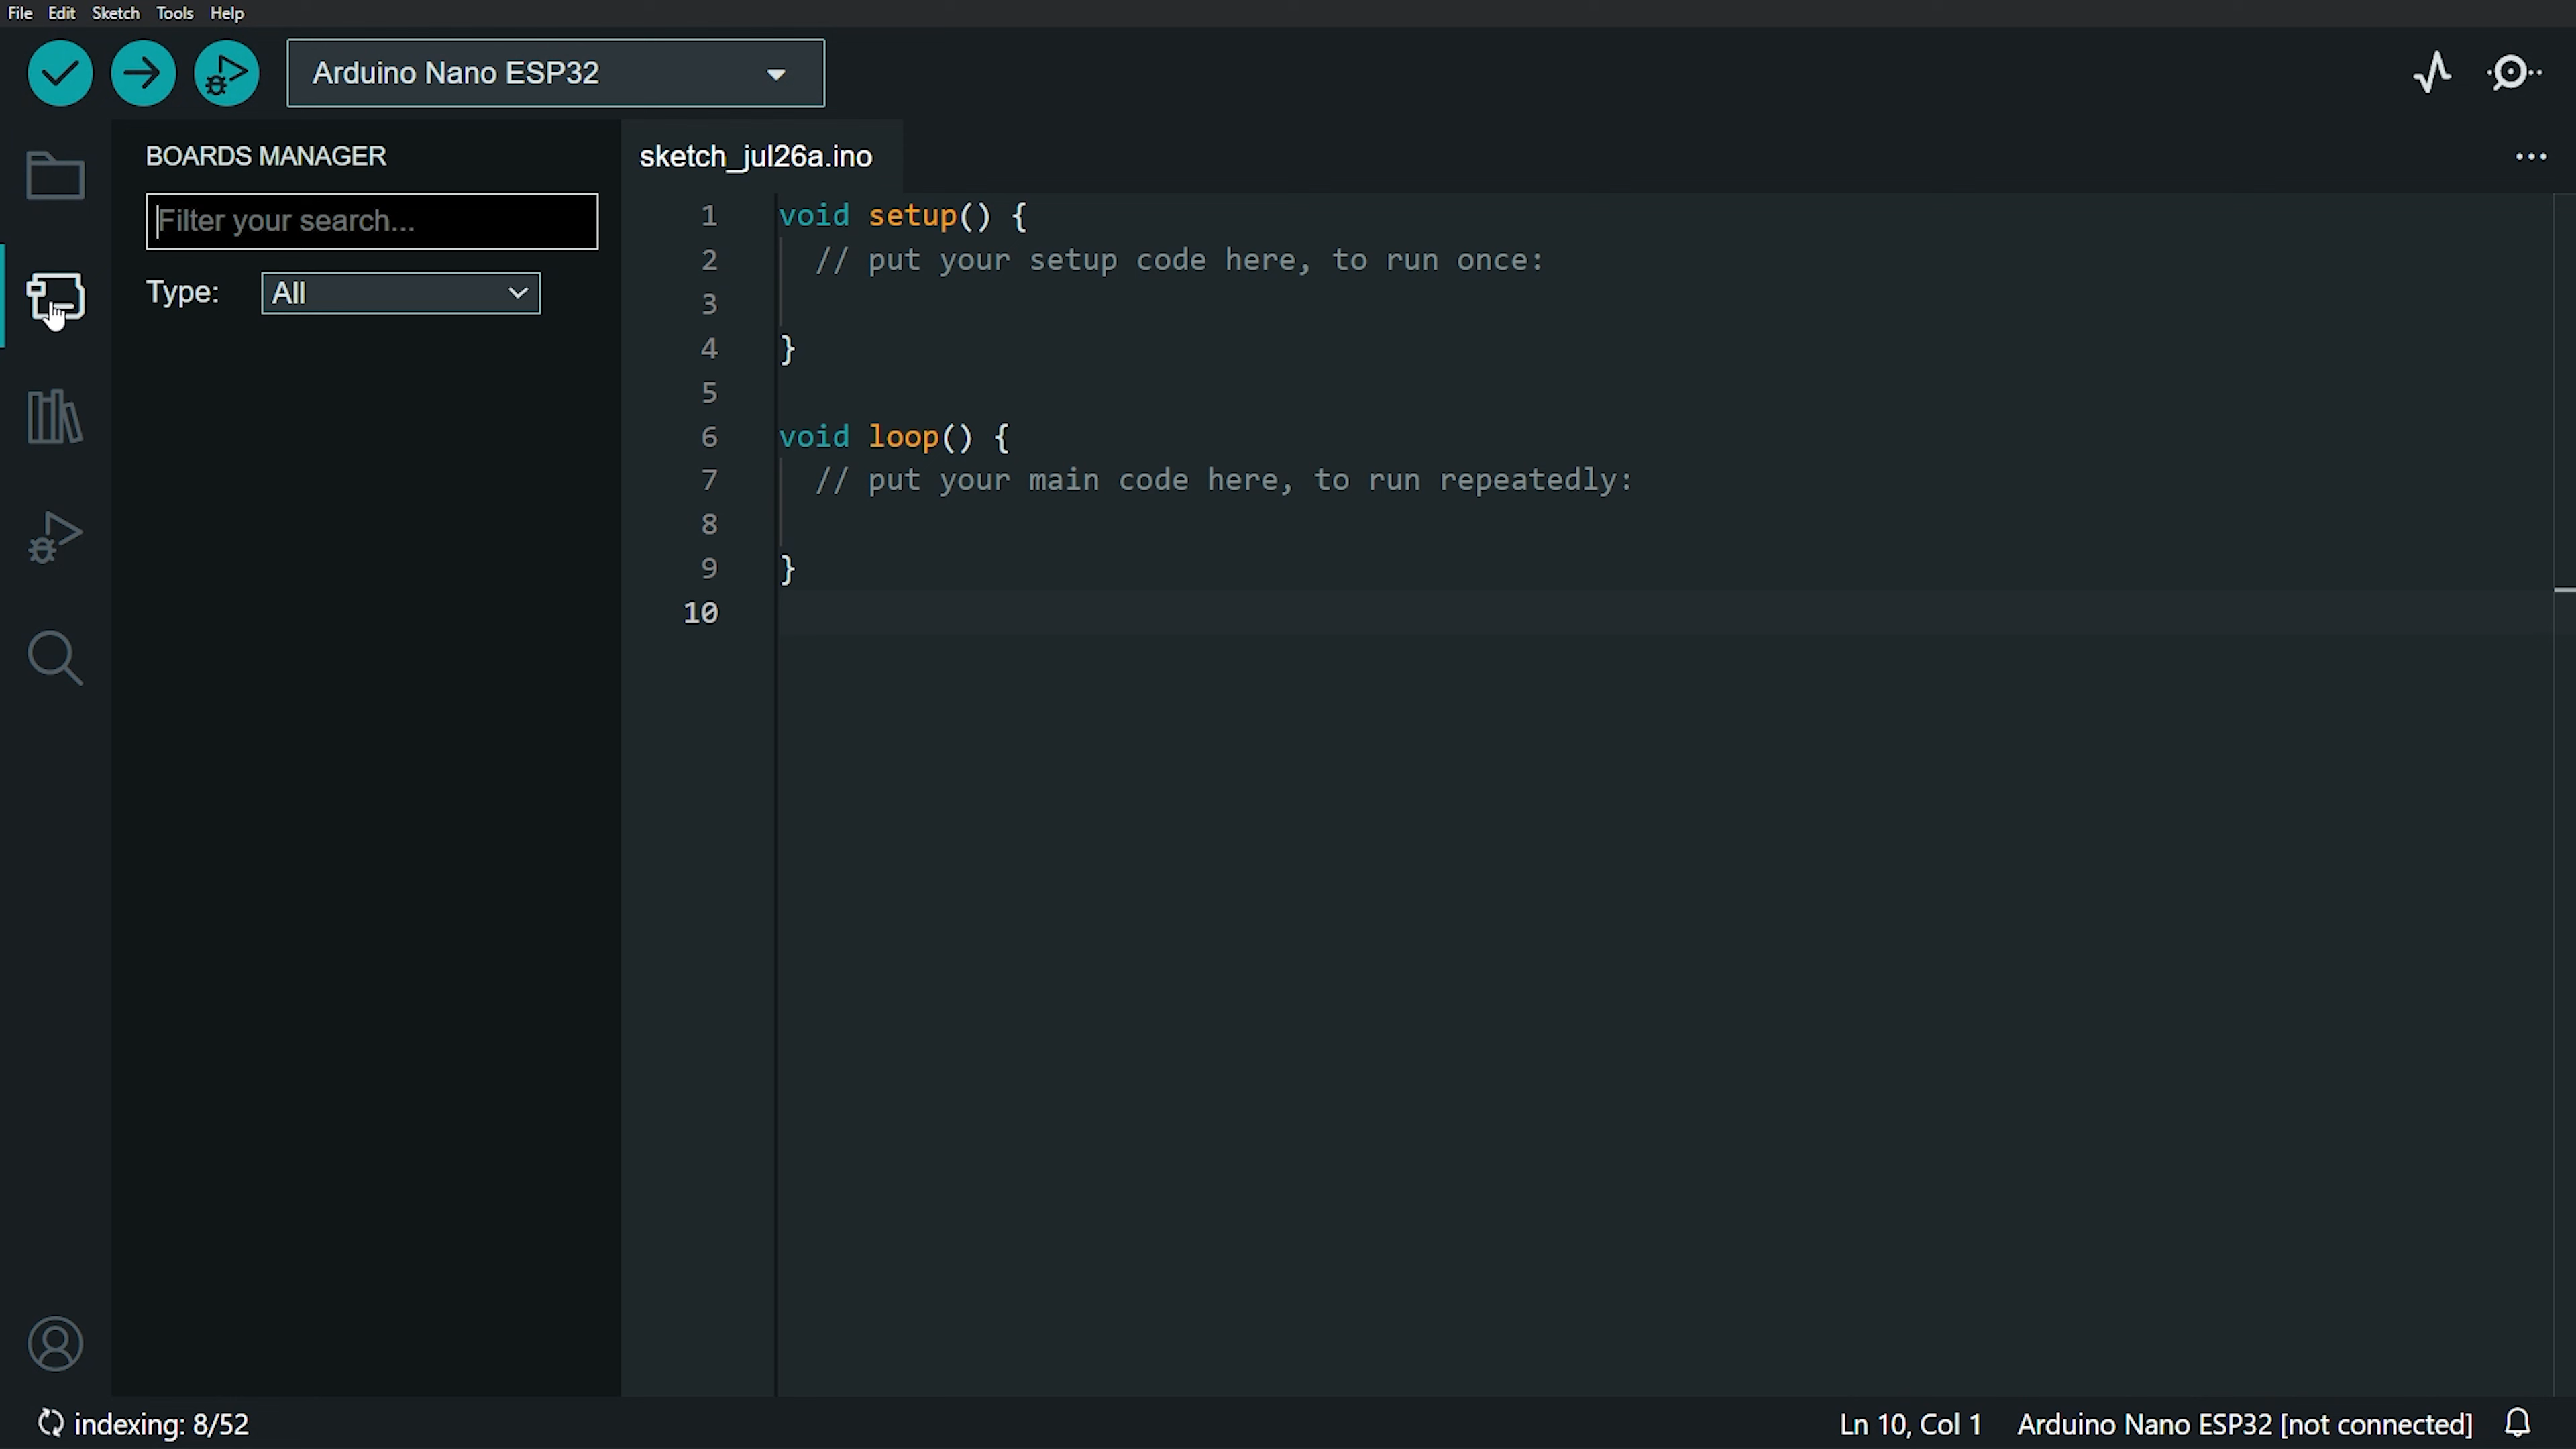 File Edit Sketch Tools Help
Arduino Nano ESP32
BOARDS MANAGER
Filter your search...
Type: All
sketch_jul26a.ino
1 void setup() {
2 // put your setup code here, to run once:
3
4 }
5
6 void loop() {
7 // put your main code here, to run repeatedly:
8
9 }
10
indexing: 8/52
Ln 10, Col 1 Arduino Nano ESP32 [not connected]